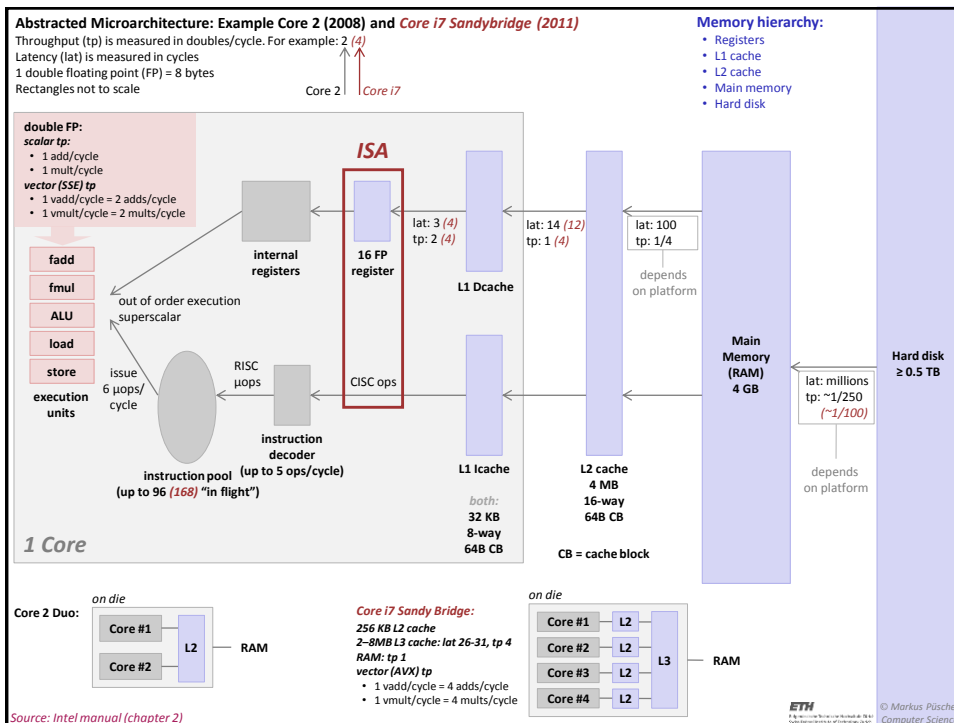 Abstracted Microarchitecture: Example Core 2 (2008) and Core i7 Sandybridge (2011)
Throughput (tp) is measured in doubles/cycle. For example: 2 (4)
Latency (lat) is measured in cycles
1 double floating point (FP) = 8 bytes
Rectangles not to scale
Core 2
Core i7
Memory hierarchy:
• Registers
• L1 cache
• L2 cache
• Main memory
• Hard disk
double FP:
scalar tp:
• 1 add/cycle
• 1 mult/cycle
vector (SSE) tp
• 1 vadd/cycle = 2 adds/cycle
• 1 vmult/cycle = 2 mults/cycle
fadd
fmul
ALU
load
store
execution
units
out of order execution
superscalar
issue
6 µops/
cycle
internal
registers
ISA
16 FP
register
lat: 3 (4)
tp: 2 (4)
L1 Dcache
lat: 14 (12)
tp: 1 (4)
lat: 100
tp: 1/4
depends
on platform
RISC
µops
CISC ops
instruction pool
(up to 96 (168) "in flight")
instruction
decoder
(up to 5 ops/cycle)
L1 Icache
both:
32 KB
8-way
64B CB
L2 cache
4 MB
16-way
64B CB
CB = cache block
Main
Memory
(RAM)
4 GB
lat: millions
tp: ~1/250
(~1/100)
depends
on platform
Hard disk
≥ 0.5 TB
1 Core
Core 2 Duo:
on die
Core #1
Core #2
L2
RAM
Core i7 Sandy Bridge:
256 KB L2 cache
2–8MB L3 cache: lat 26-31, tp 4
RAM: tp 1
vector (AVX) tp
• 1 vadd/cycle = 4 adds/cycle
• 1 vmult/cycle = 4 mults/cycle
on die
Core #1 L2
Core #2 L2
Core #3 L2
Core #4 L2
L3
RAM
Source: Intel manual (chapter 2)
ETH
© Markus Püsche
Computer Scienc